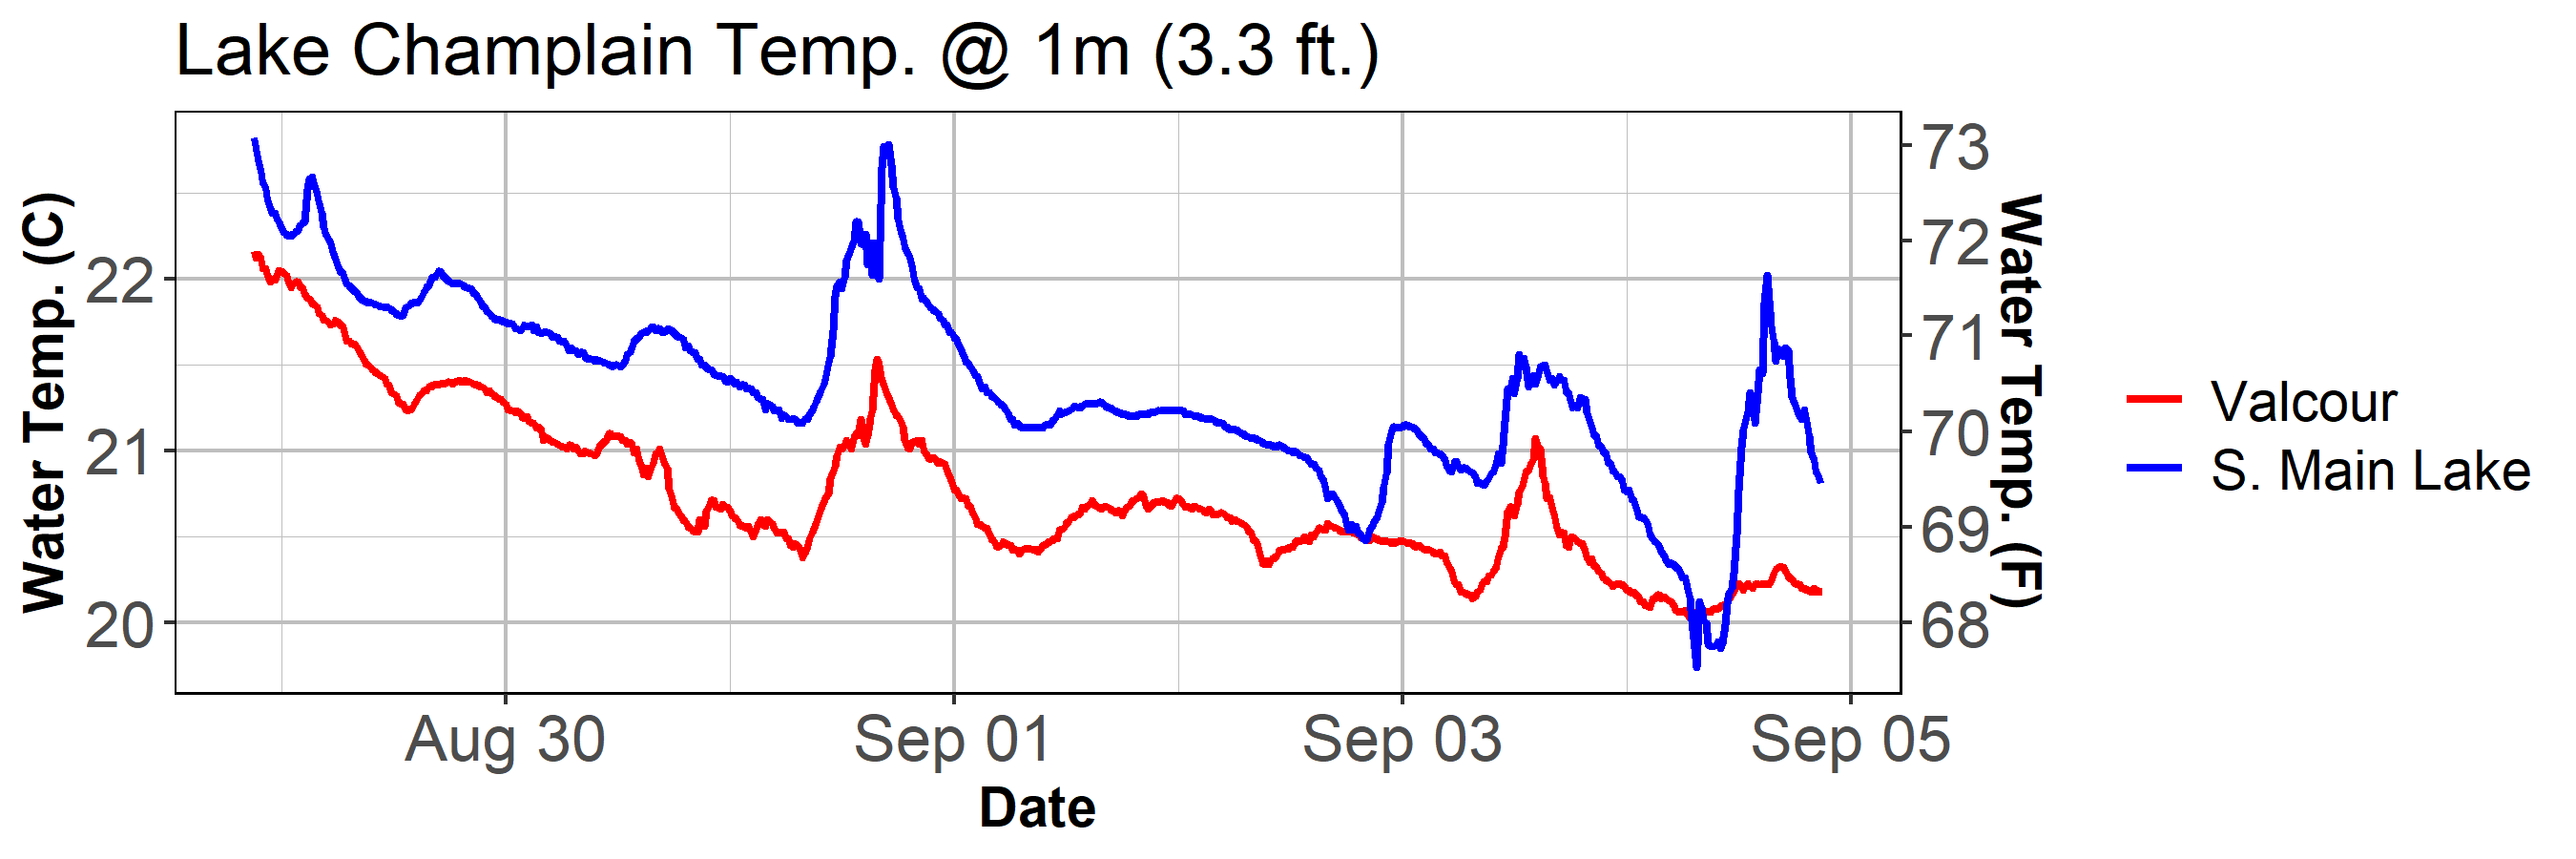 Lake Champlain Temp. @ 1m (3.3 ft.)
Water Temp. (C)
22
21
20
73
72
71
70
69
68
Water Temp. (F)
Aug 30
Sep 01
Sep 03
Sep 05
Date
Valcour
S. Main Lake